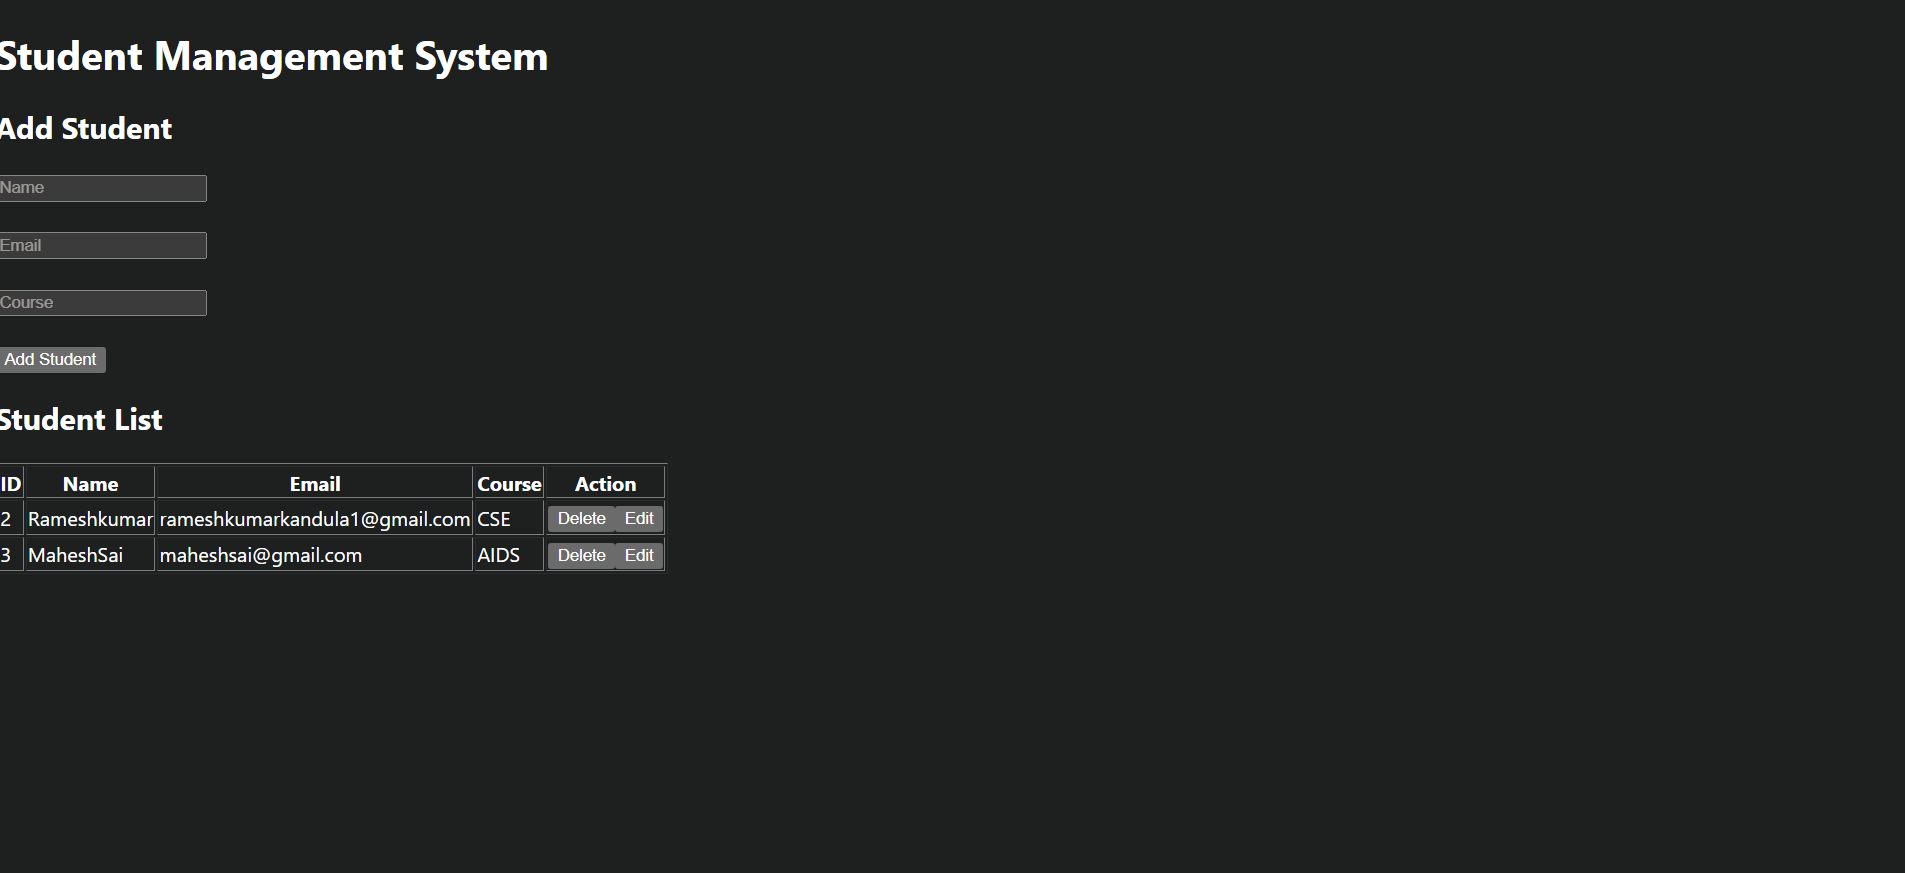 Student Management System
Add Student
Name
Email
Course
Add Student
Student List
ID Name Email Course Action
2 Rameshkumar rameshkumarkandula1@gmail.com CSE Delete Edit
3 MaheshSai maheshsai@gmail.com AIDS Delete Edit